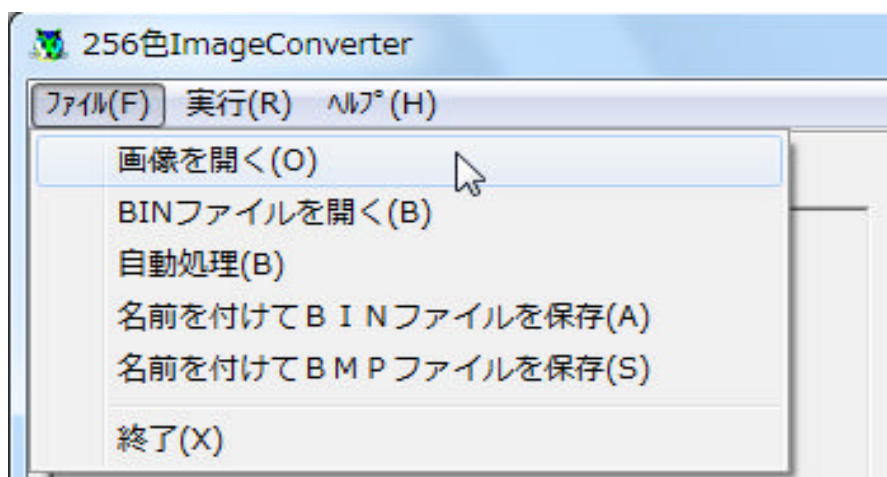 256色ImageConverter
ﾌｧｲﾙ(F) 実行(R) ﾍﾙﾌﾟ(H)
画像を開く(O)
BINファイルを開く(B)
自動処理(B)
名前を付けてＢＩＮファイルを保存(A)
名前を付けてＢＭＰファイルを保存(S)
終了(X)